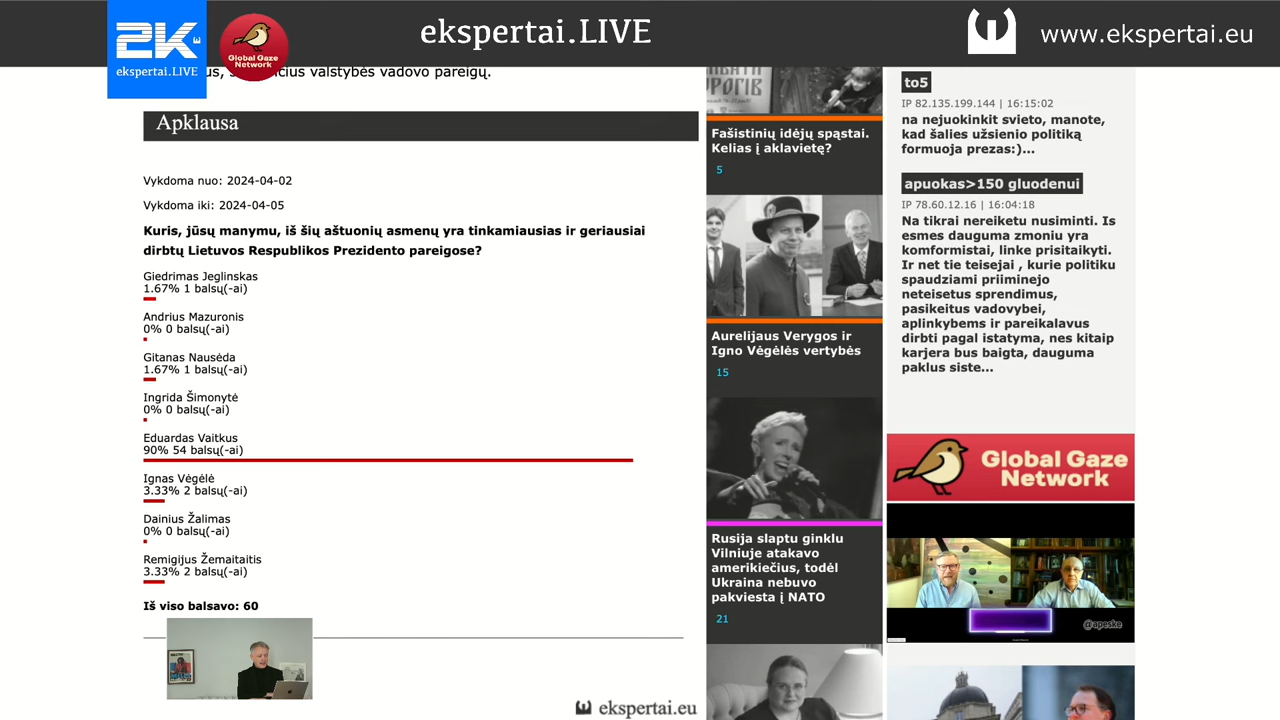 2K
ekspertai.LIVE
Global Gaze
Network
ekspertai.LIVE
www.ekspertai.eu
valstybės vadovo pareigų.
Apklausa
Vykdoma nuo: 2024-04-02
Vykdoma iki: 2024-04-05
Kuris, jūsų manymu, iš šių aštuonių asmenų yra tinkamiausias ir geriausiai
dirbtų Lietuvos Respublikos Prezidento pareigose?
Giedrimas Jeglinskas
1.67% 1 balsų(-ai)
Andrius Mazuronis
0% 0 balsų(-ai)
Gitanas Nausėda
1.67% 1 balsų(-ai)
Ingrida Šimonytė
0% 0 balsų(-ai)
Eduardas Vaitkus
90% 54 balsų(-ai)
Ignas Vėgėlė
3.33% 2 balsų(-ai)
Dainius Žalimas
0% 0 balsų(-ai)
Remigijus Žemaitaitis
3.33% 2 balsų(-ai)
Iš viso balsavo: 60
ekspertai.eu
Fašistinių idėjų spąstai.
Kelias į aklavietę?
5
Aurelijaus Verygos ir
Igno Vėgėlės vertybės
15
Rusija slaptu ginklu
Vilniuje atakavo
amerikiečius, todėl
Ukraina nebuvo
pakviesta į NATO
21
to5
IP 82.135.199.144 | 16:15:02
na nejuokinkit svieto, manote,
kad šalies užsienio politiką
formuoja prezas:)...
apuokas>150 gluodenui
IP 78.60.12.16 | 16:04:18
Na tikrai nereiketu nusiminti. Is
esmes dauguma zmoniu yra
komformistai, linke prisitaikyti.
Ir net tie teisejai , kurie politiku
spaudziami priiminejo
neteisetus sprendimus,
pasikeitus vadovybei,
aplinkybems ir pareikalavus
dirbti pagal istatyma, nes kitaip
karjera bus baigta, dauguma
paklus siste...
Global Gaze
Network
@apeske